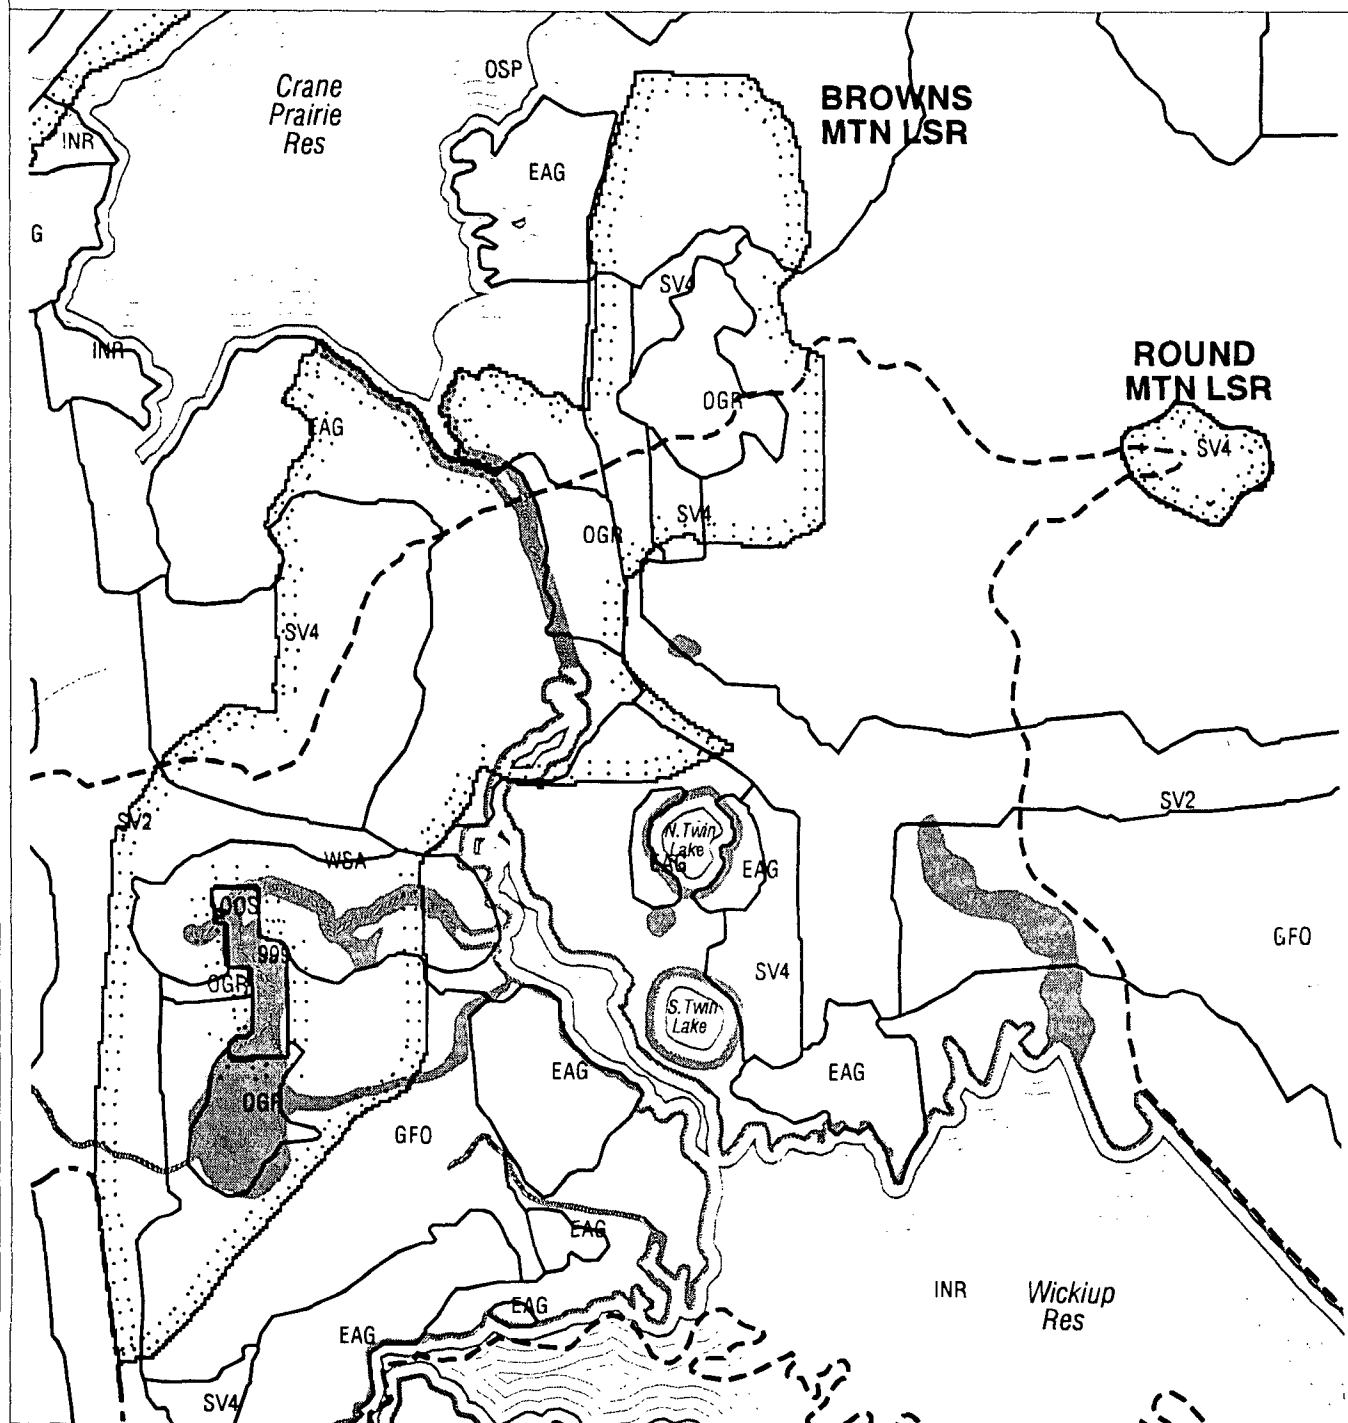 OSP
Crane
Prairie
Res
BROWNS
MTN LSR
INR
EAG
G
SV4
INR
ROUND
MTN LSR
OGR
EAG
SV4
SV4
OGR
SV4
SV2
SV2
N. Twin
Lake
EAG
WSA
EAG
OOS
GFO
999
SV4
OGR
S. Twin
Lake
EAG
EAG
OGR
GFO
EAG
INR
Wickiup
Res
EAG
EAG
SV4